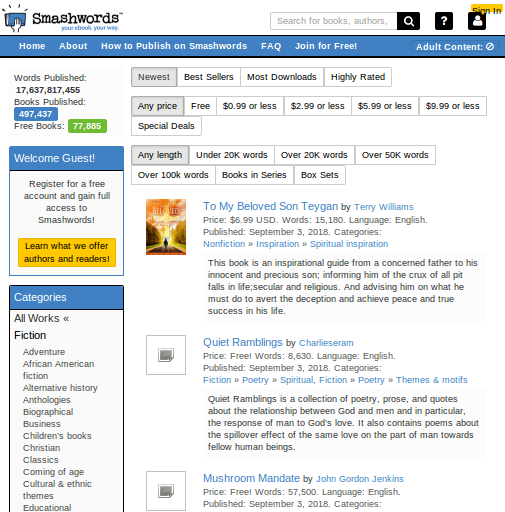 Smashwords™
your ebook, your way.
Search for books, authors,
Sign In
Home About How to Publish on Smashwords FAQ Join for Free!
Adult Content:
Words Published:
17,637,817,455
Books Published:
497,437
Free Books: 77,885
Welcome Guest!
Register for a free
account and gain full
access to
Smashwords!
Learn what we offer
authors and readers!
Categories
All Works «
Fiction
Adventure
African American
fiction
Alternative history
Anthologies
Biographical
Business
Children's books
Christian
Classics
Coming of age
Cultural & ethnic
themes
Educational
Newest Best Sellers Most Downloads Highly Rated
Any price Free $0.99 or less $2.99 or less $5.99 or less $9.99 or less
Special Deals
Any length Under 20K words Over 20K words Over 50K words
Over 100k words Books in Series Box Sets
To My Beloved Son Teygan by Terry Williams
Price: $6.99 USD. Words: 15,180. Language: English.
Published: September 3, 2018. Categories:
Nonfiction » Inspiration » Spiritual inspiration
This book is an inspirational guide from a concerned father to his
innocent and precious son; informing him of the crux of all pit
falls in life;secular and religious. And advising him on what he
must do to avert the deception and achieve peace and true
success in his life.
Quiet Ramblings by Charlieseram
Price: Free! Words: 8,630. Language: English.
Published: September 3, 2018. Categories:
Fiction » Poetry » Spiritual, Fiction » Poetry » Themes & motifs
Quiet Ramblings is a collection of poetry, prose, and quotes
about the relationship between God and men and in particular,
the response of man to God's love. It also contains poems about
the spillover effect of the same love on the part of man towards
fellow human beings.
Mushroom Mandate by John Gordon Jenkins
Price: Free! Words: 57,500. Language: English.
Published: September 3, 2018. Categories: